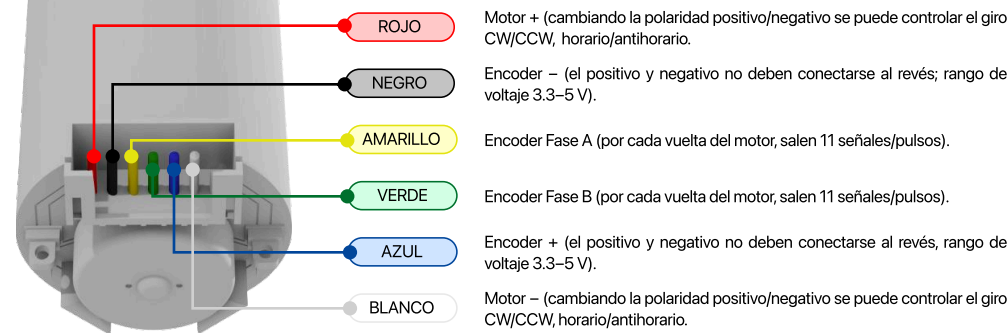 ROJO
Motor + (cambiando la polaridad positivo/negativo se puede controlar el giro
CW/CCW, horario/antihorario.
NEGRO
Encoder – (el positivo y negativo no deben conectarse al revés; rango de
voltaje 3.3–5 V).
AMARILLO
Encoder Fase A (por cada vuelta del motor, salen 11 señales/pulsos).
VERDE
Encoder Fase B (por cada vuelta del motor, salen 11 señales/pulsos).
AZUL
Encoder + (el positivo y negativo no deben conectarse al revés, rango de
voltaje 3.3–5 V).
BLANCO
Motor – (cambiando la polaridad positivo/negativo se puede controlar el giro
CW/CCW, horario/antihorario.